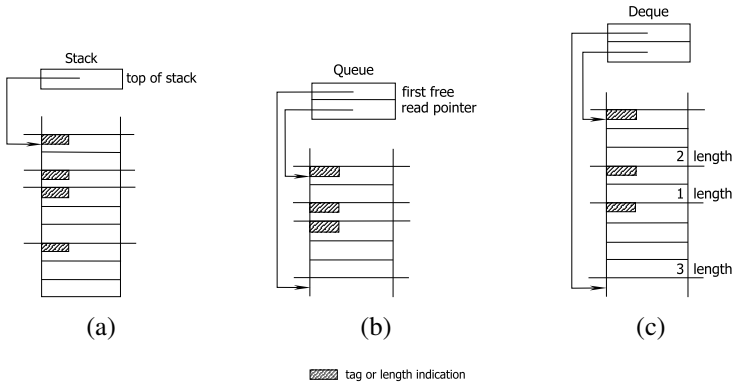 Stack
top of stack
(a)
Queue
first free
read pointer
(b)
Deque
2 length
1 length
3 length
(c)
tag or length indication